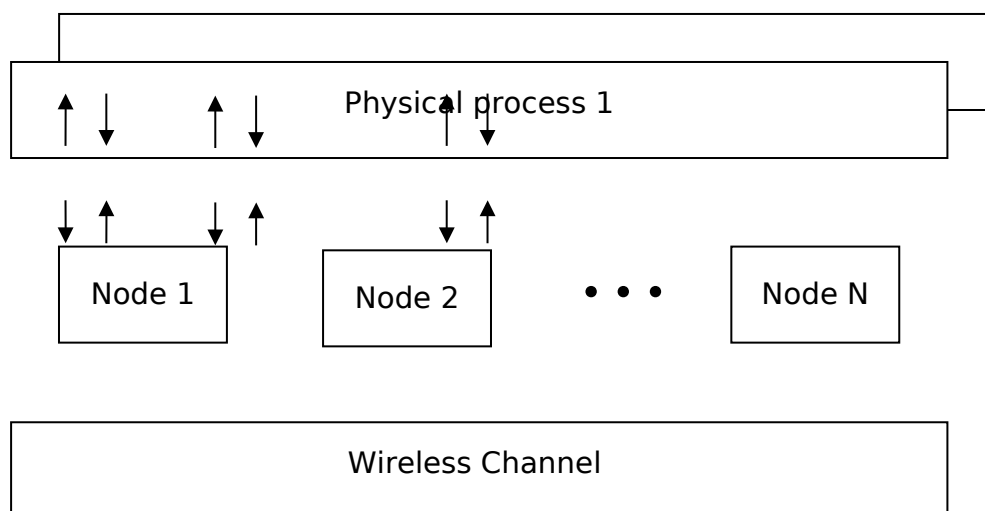 Physical process 1
Node 1
Node 2
Node N
Wireless Channel